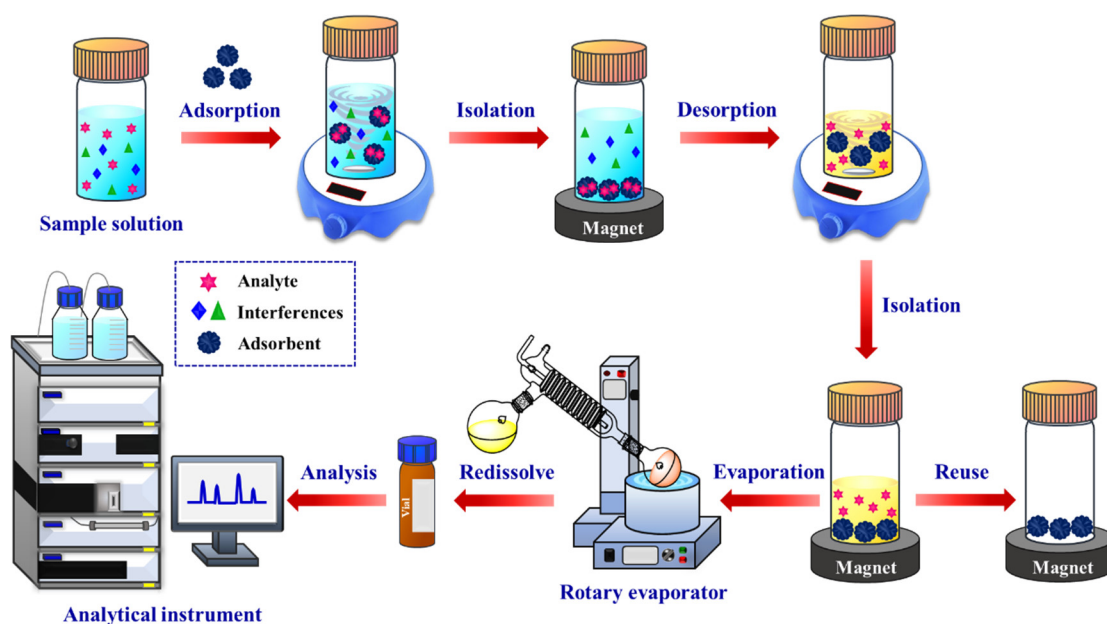 Adsorption
Isolation
Desorption
Sample solution
Magnet
Analyte
Interferences
Adsorbent
Isolation
Analysis
Redissolve
Evaporation
Reuse
Vial
Magnet
Magnet
Rotary evaporator
Analytical instrument